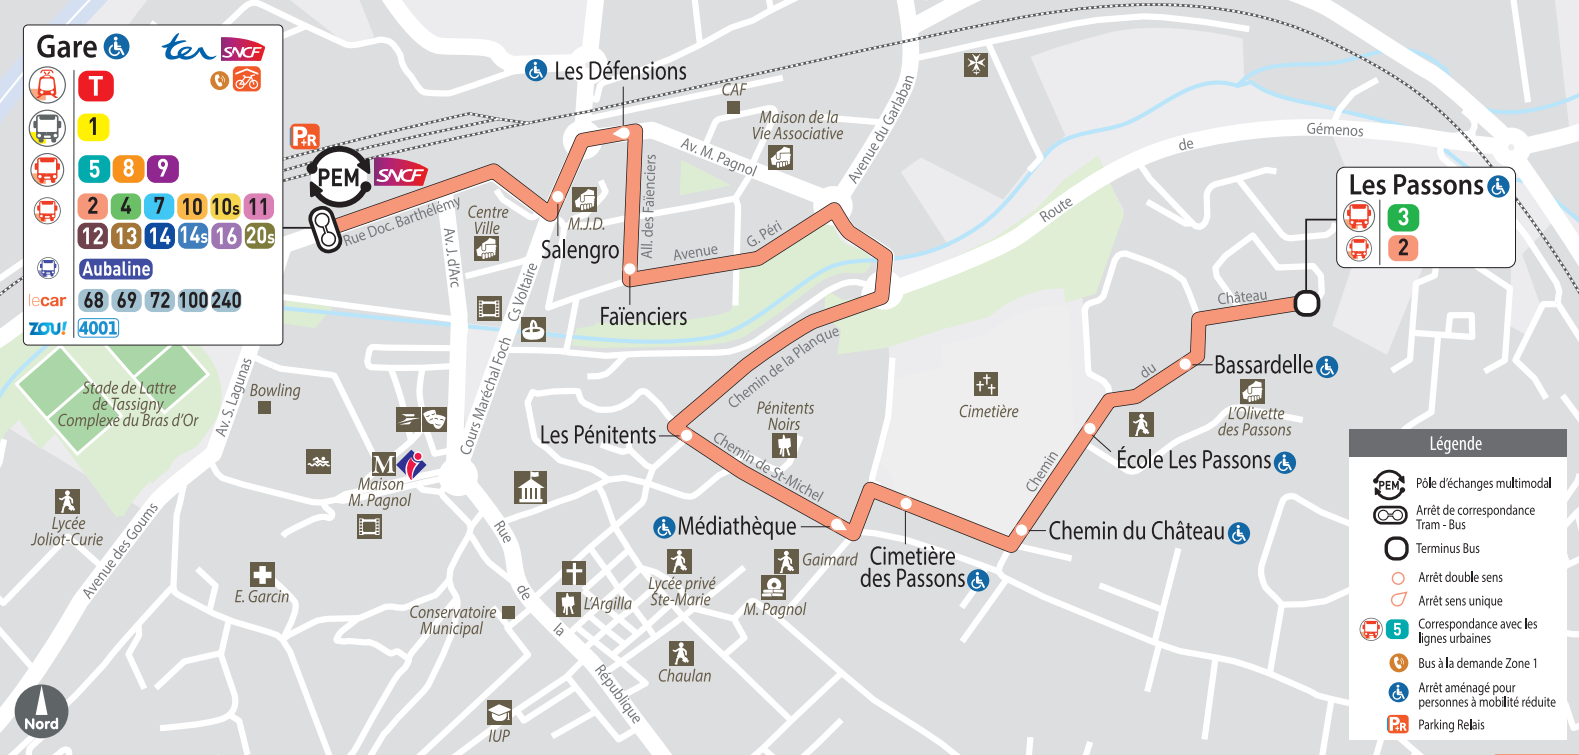 Gare
ter SNCF
T
1
5 8 9
2 4 7 10 10s 11
12 13 14 14s 16 20s
Aubaline
lecar 68 69 72 100 240
ZOU! 4001
P+R
PEM
SNCF
Rue Doc. Barthélémy
Les Défensions
CAF
Maison de la
Vie Associative
Av. M. Pagnol
Avenue du Garlaban
Gémenos
de
Route
Les Passons
3
2
Centre
Ville
M.J.D.
Salengro
All. des Faïenciers
Avenue
G. Péri
Faïenciers
Av. J. d'Arc
Cs Voltaire
Cours Maréchal Foch
Château
du
Chemin
Bassardelle
L'Olivette
des Passons
École Les Passons
Chemin du Château
Cimetière
Chemin de la Planque
Pénitents
Noirs
Les Pénitents
Chemin de St-Michel
Médiathèque
Cimetière
des Passons
Gaimard
M. Pagnol
Lycée privé
Ste-Marie
Chaulan
L'Argilla
Conservatoire
Municipal
IUP
Rue
de
la
République
Stade de Lattre
de Tassigny
Complexe du Bras d'Or
Av. S. Lagunas
Bowling
M i
Maison
M. Pagnol
Lycée
Joliot-Curie
Avenue des Goums
E. Garcin
Nord
Légende
PEM Pôle d'échanges multimodal
Arrêt de correspondance
Tram - Bus
Terminus Bus
Arrêt double sens
Arrêt sens unique
5 Correspondance avec les
lignes urbaines
Bus à la demande Zone 1
Arrêt aménagé pour
personnes à mobilité réduite
P+R Parking Relais